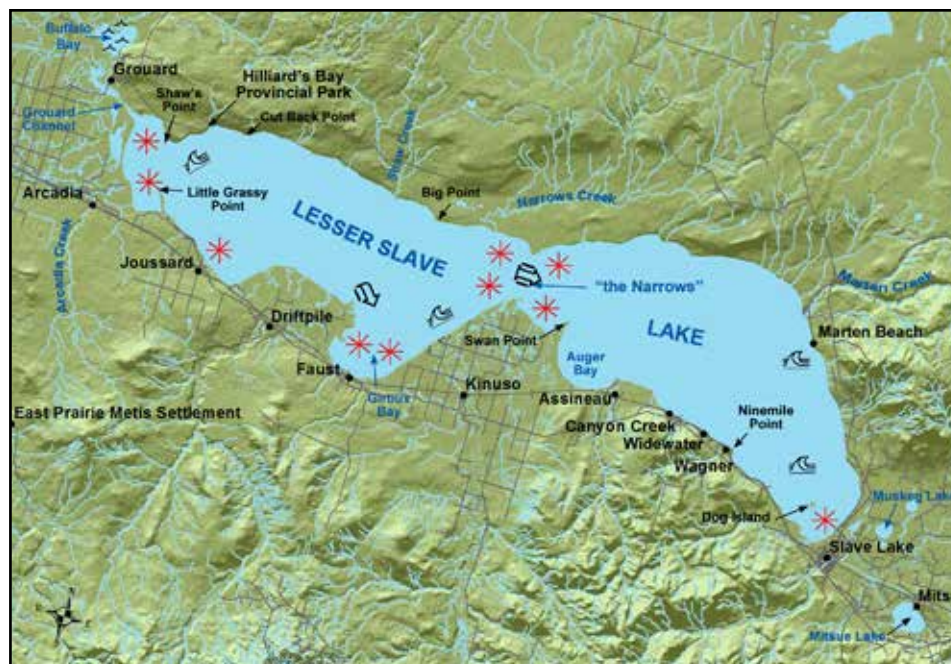 Buffalo
Bay
Grouard
Hilliard's Bay
Provincial Park
Shaw's
Point
Cut Back Point
Grouard
Channel
Shaw Creek
Arcadia
Little Grassy
Point
Big Point
Narrows Creek
LESSER SLAVE
Arcadia Creek
Joussard
"the Narrows"
Marten Creek
Driftpile
LAKE
Marten Beach
Swan Point
Auger
Bay
Faust
Giroux
Bay
Kinuso
Assineau
East Prairie Metis Settlement
Canyon Creek
Widewater
Ninemile
Point
Wagner
Dog Island
Muskeg Lake
Slave Lake
Mits
Mitsue Lake